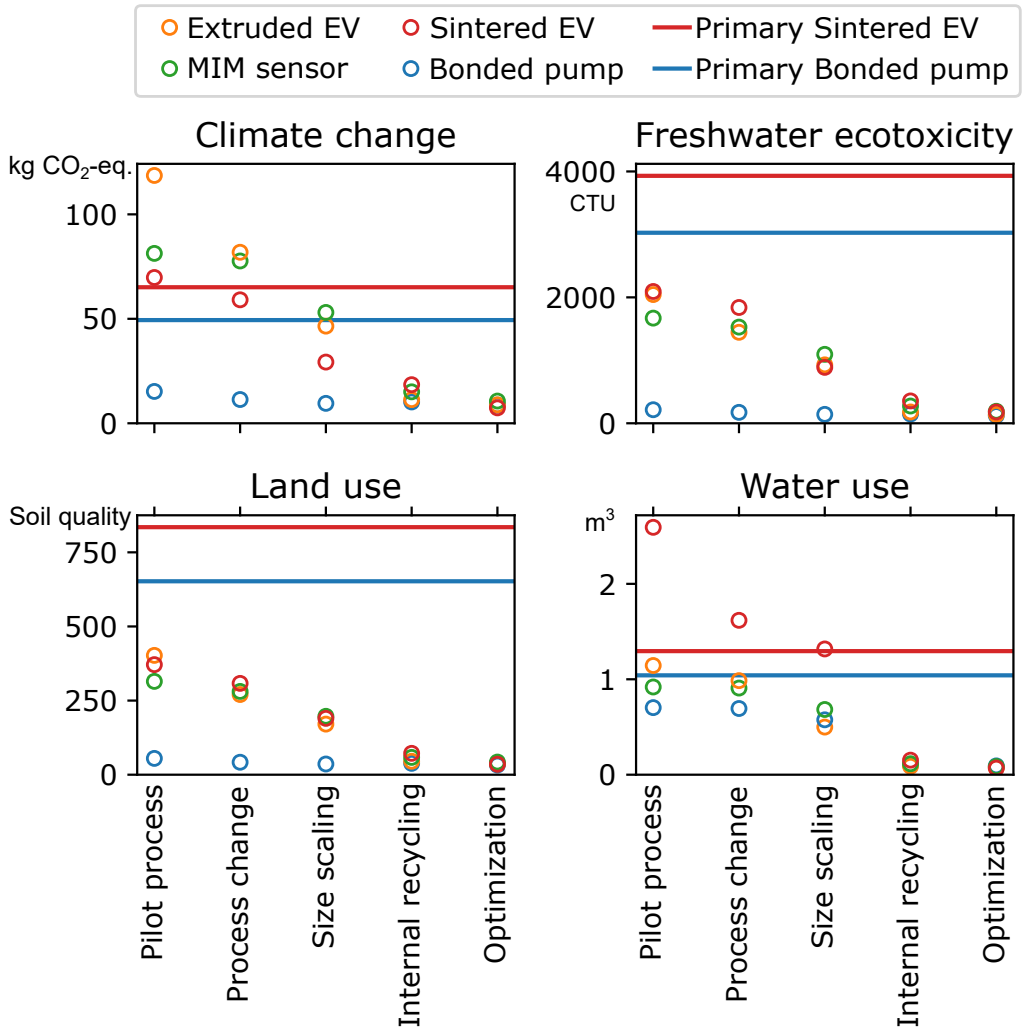 Extruded EV Sintered EV Primary Sintered EV
MIM sensor Bonded pump Primary Bonded pump
Climate change
kg CO₂-eq.
100
50
0
Freshwater ecotoxicity
4000
CTU
2000
0
Land use
Soil quality
750
500
250
0
Pilot process
Process change
Size scaling
Internal recycling
Optimization
Water use
m³
2
1
0
Pilot process
Process change
Size scaling
Internal recycling
Optimization